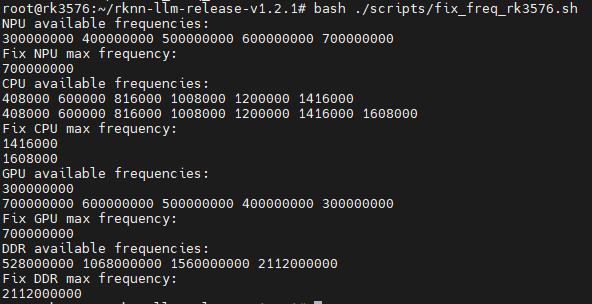 root@rk3576:~/rknn-llm-release-v1.2.1# bash ./scripts/fix_freq_rk3576.sh
NPU available frequencies:
300000000 400000000 500000000 600000000 700000000
Fix NPU max frequency:
700000000
CPU available frequencies:
408000 600000 816000 1008000 1200000 1416000
408000 600000 816000 1008000 1200000 1416000 1608000
Fix CPU max frequency:
1416000
1608000
GPU available frequencies:
300000000
700000000 600000000 500000000 400000000 300000000
Fix GPU max frequency:
700000000
DDR available frequencies:
528000000 1068000000 1560000000 2112000000
Fix DDR max frequency:
2112000000